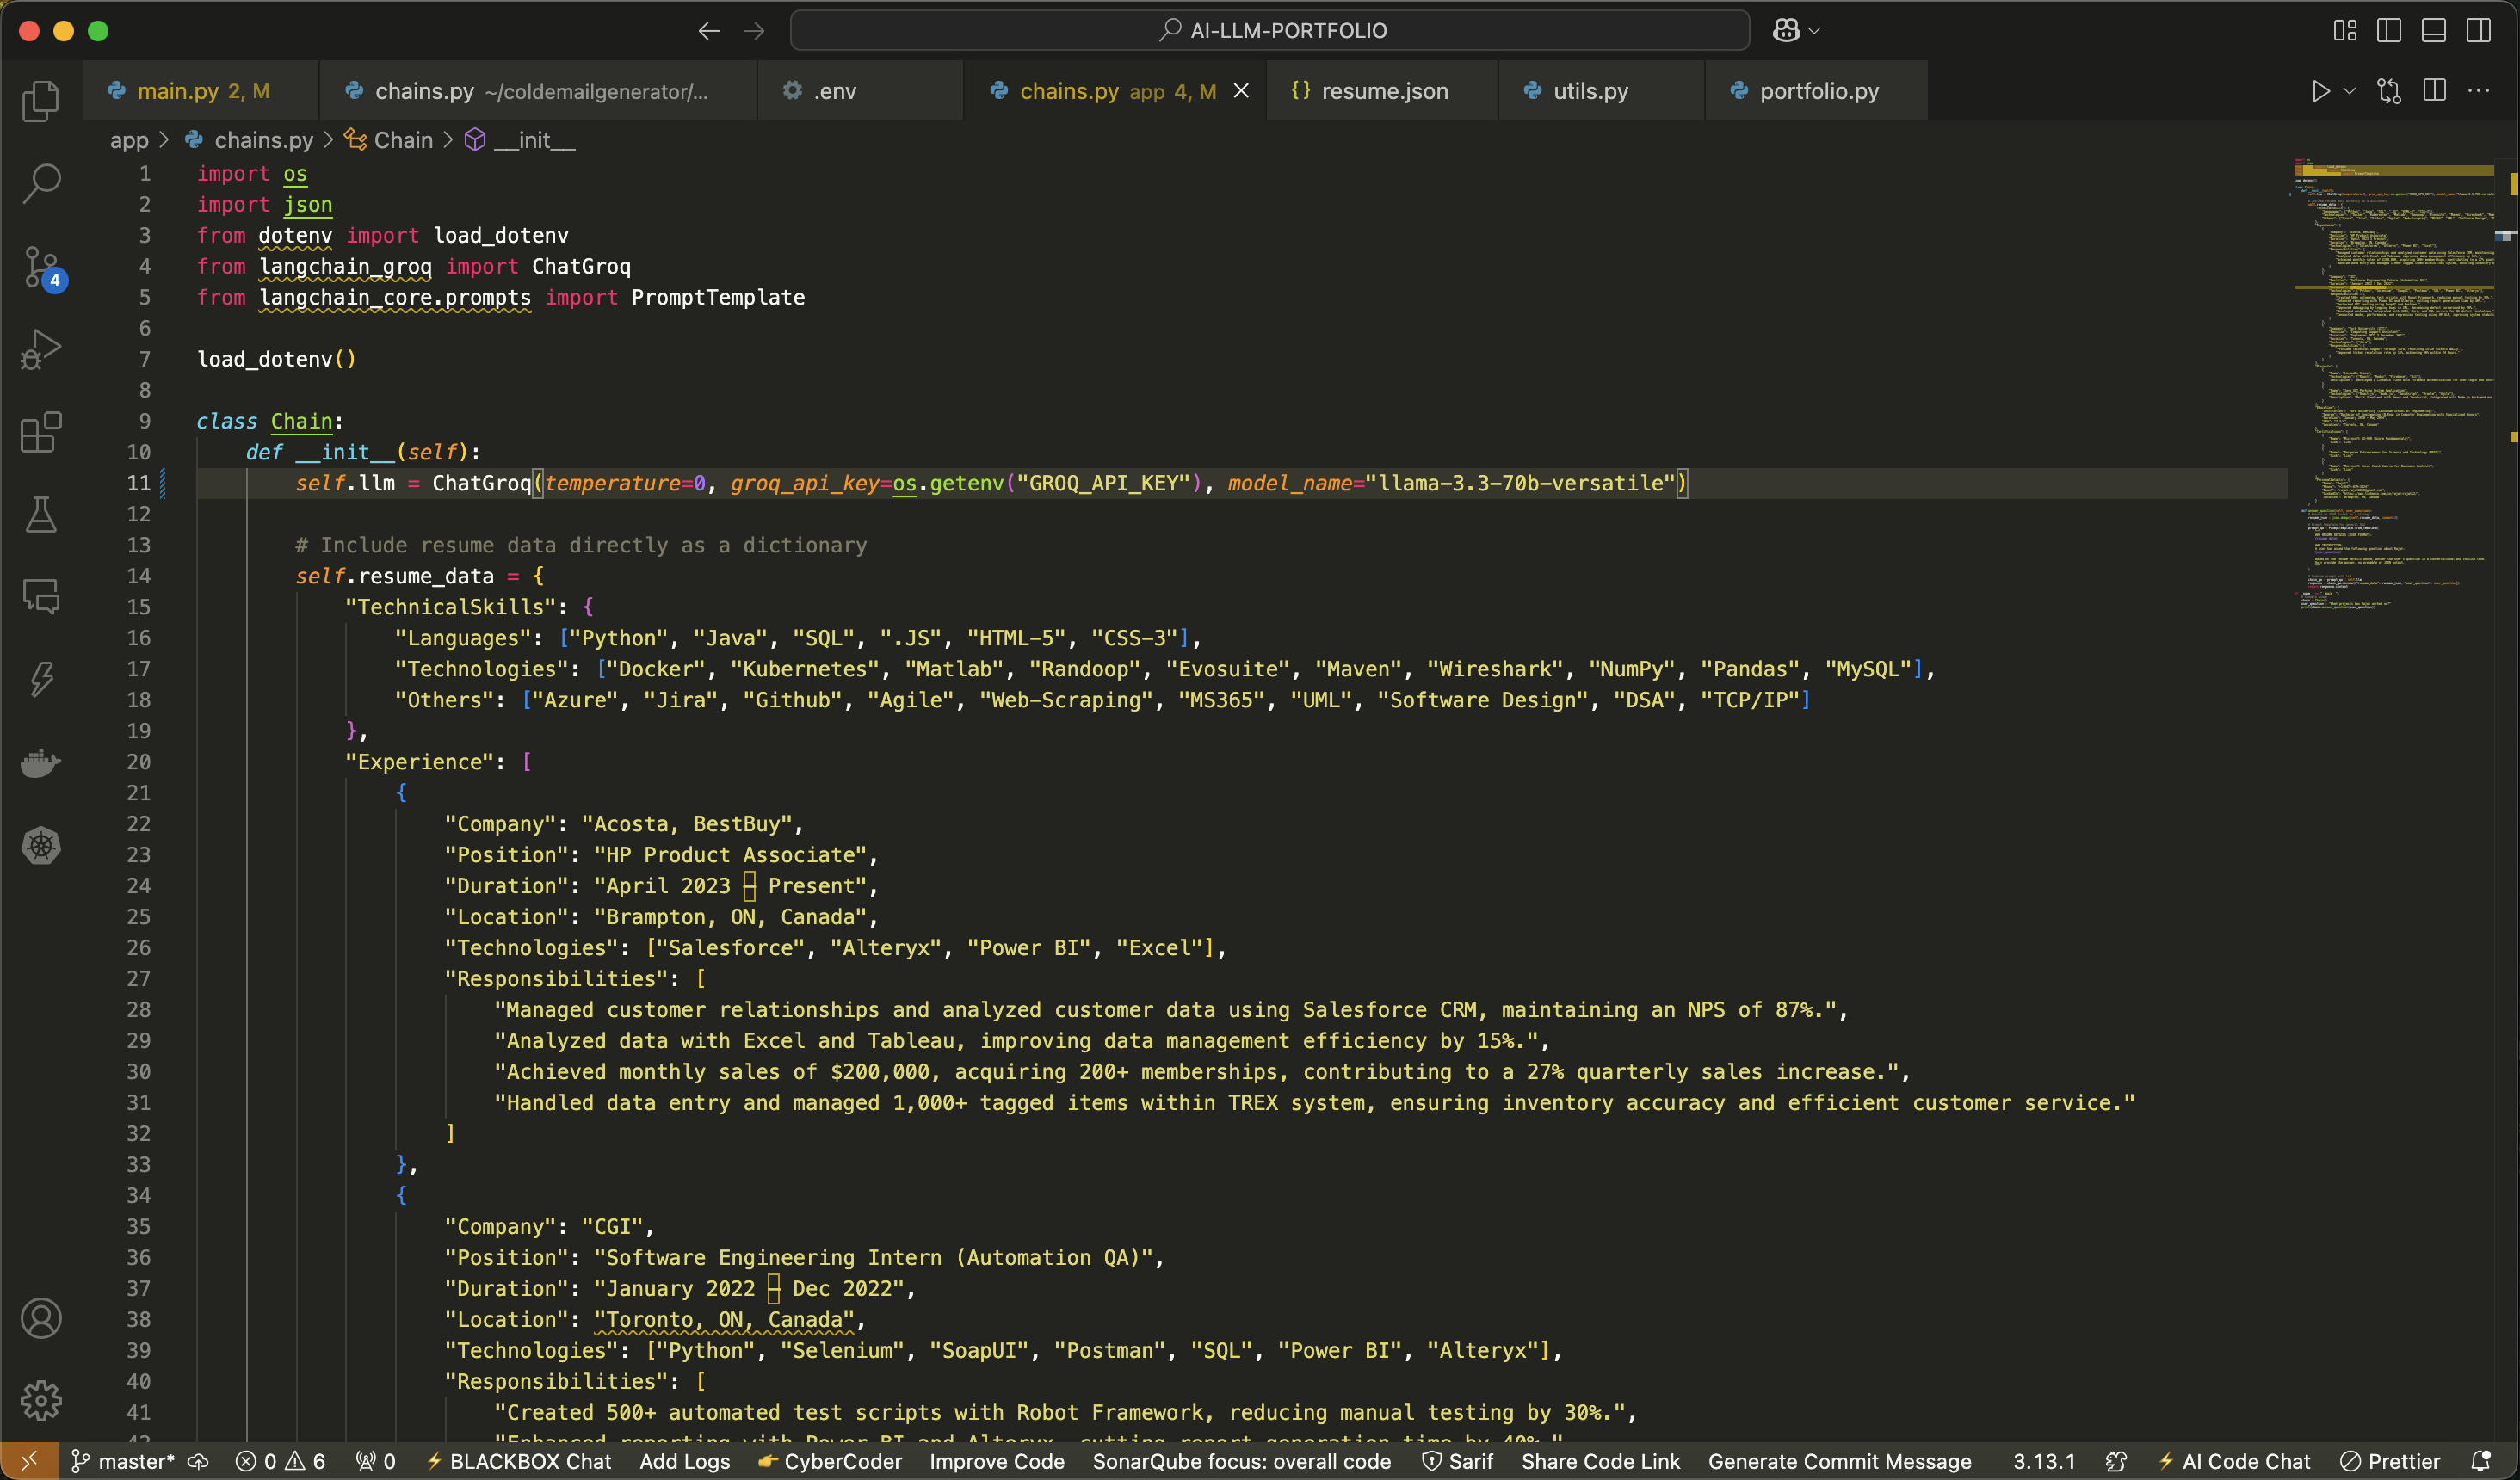 AI-LLM-PORTFOLIO
main.py 2, M
chains.py ~/coldemailgenerator/...
.env
chains.py app 4, M
{} resume.json
utils.py
portfolio.py
app > chains.py > Chain > __init__
4
1 import os
2 import json
3 from dotenv import load_dotenv
4 from langchain_groq import ChatGroq
5 from langchain_core.prompts import PromptTemplate
6
7 load_dotenv()
8
9 class Chain:
10 def __init__(self):
11 self.llm = ChatGroq(temperature=0, groq_api_key=os.getenv("GROQ_API_KEY"), model_name="llama-3.3-70b-versatile")
12
13 # Include resume data directly as a dictionary
14 self.resume_data = {
15 "TechnicalSkills": {
16 "Languages": ["Python", "Java", "SQL", ".JS", "HTML-5", "CSS-3"],
17 "Technologies": ["Docker", "Kubernetes", "Matlab", "Randoop", "Evosuite", "Maven", "Wireshark", "NumPy", "Pandas", "MySQL"],
18 "Others": ["Azure", "Jira", "Github", "Agile", "Web-Scraping", "MS365", "UML", "Software Design", "DSA", "TCP/IP"]
19 },
20 "Experience": [
21 {
22 "Company": "Acosta, BestBuy",
23 "Position": "HP Product Associate",
24 "Duration": "April 2023 – Present",
25 "Location": "Brampton, ON, Canada",
26 "Technologies": ["Salesforce", "Alteryx", "Power BI", "Excel"],
27 "Responsibilities": [
28 "Managed customer relationships and analyzed customer data using Salesforce CRM, maintaining an NPS of 87%.",
29 "Analyzed data with Excel and Tableau, improving data management efficiency by 15%.",
30 "Achieved monthly sales of $200,000, acquiring 200+ memberships, contributing to a 27% quarterly sales increase.",
31 "Handled data entry and managed 1,000+ tagged items within TREX system, ensuring inventory accuracy and efficient customer service."
32 ]
33 },
34 {
35 "Company": "CGI",
36 "Position": "Software Engineering Intern (Automation QA)",
37 "Duration": "January 2022 – Dec 2022",
38 "Location": "Toronto, ON, Canada",
39 "Technologies": ["Python", "Selenium", "SoapUI", "Postman", "SQL", "Power BI", "Alteryx"],
40 "Responsibilities": [
41 "Created 500+ automated test scripts with Robot Framework, reducing manual testing by 30%.",
42 "Enhanced reporting with Power BI and Alteryx, cutting report generation time by 40%."
master* 0 6 0 BLACKBOX Chat Add Logs CyberCoder Improve Code SonarQube focus: overall code Sarif Share Code Link Generate Commit Message 3.13.1 AI Code Chat Prettier